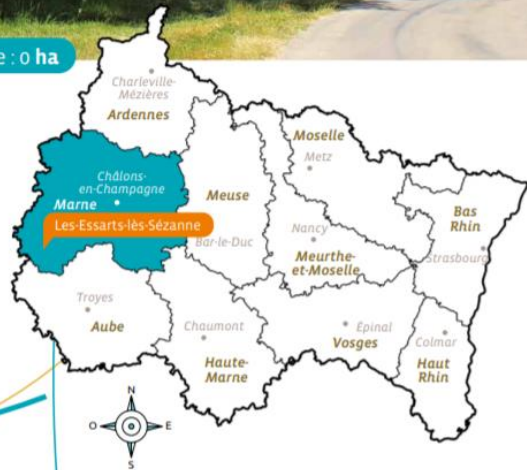 e : 0 ha
Charleville-
Mézières
Ardennes
Moselle
Metz
Châlons-
en-Champagne
Marne
Les-Essarts-lès-Sézanne
Meuse
Bar-le-Duc
Nancy
Meurthe-
et-Moselle
Bas
Rhin
Strasbourg
Troyes
Aube
Chaumont
Haute-
Marne
Épinal
Vosges
Colmar
Haut
Rhin
N
O
E
S